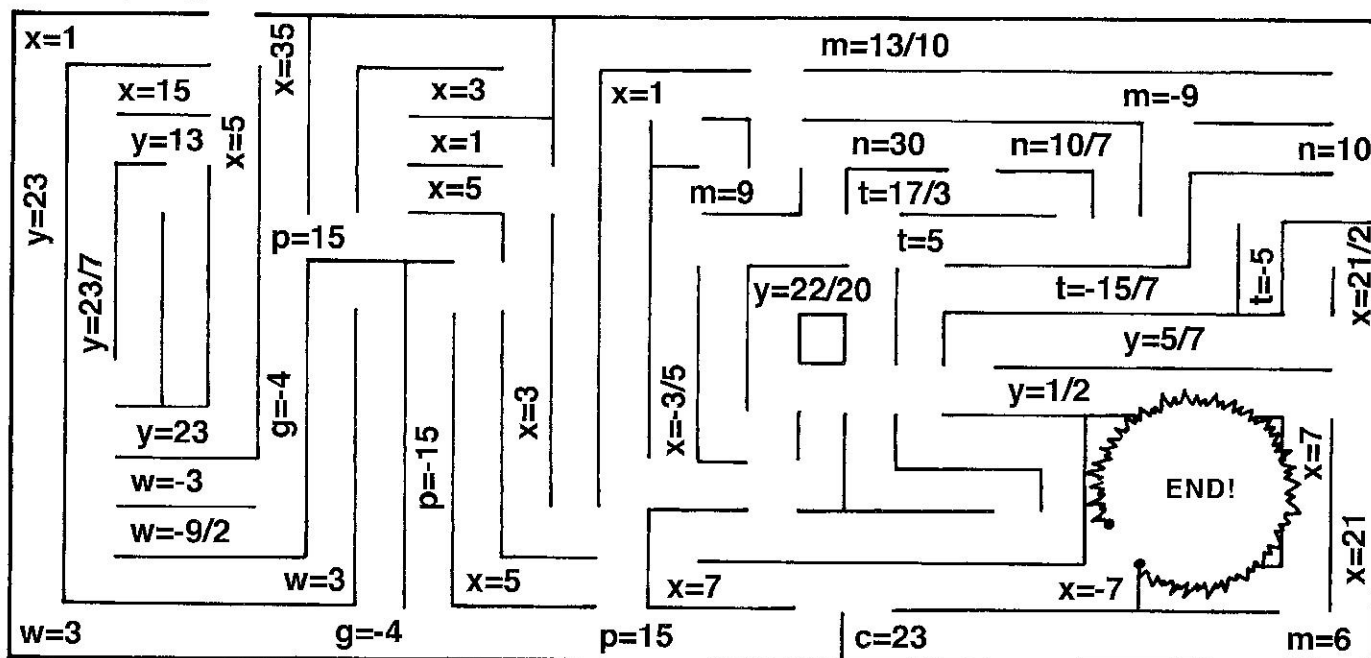 x=1
x=35
m=13/10
x=15
x=3
x=1
m=-9
y=13
x=5
x=1
n=30
n=10/7
n=10
x=5
m=9
t=17/3
y=23
p=15
t=5
y=23/7
y=22/20
t=-15/7
t=-5
x=21/2
y=5/7
g=-4
x=3
x=-3/5
y=1/2
y=23
p=-15
x=7
w=-3
END!
w=-9/2
x=21
w=3
x=5
x=7
x=-7
w=3
g=-4
p=15
c=23
m=6